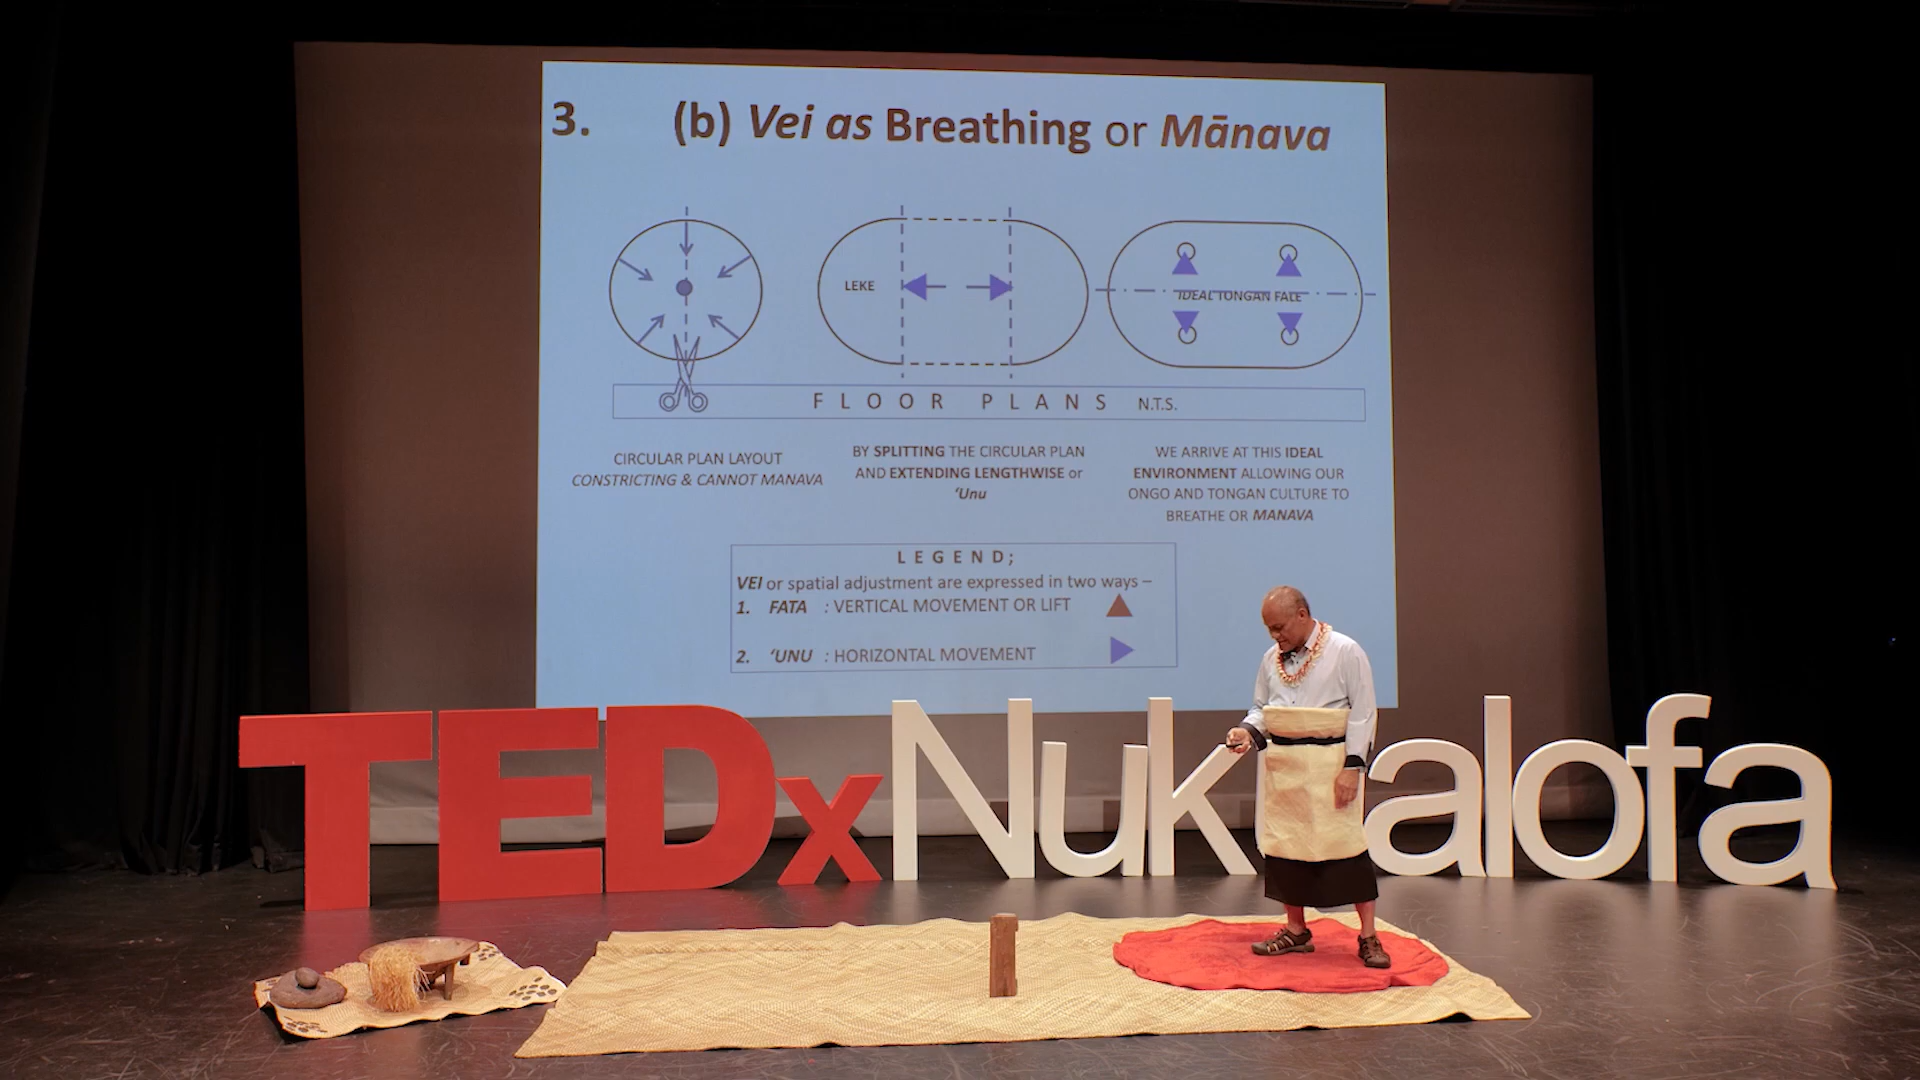 3. (b) Vei as Breathing or Mānava
LEKE
IDEAL TONGAN FALE
FLOOR PLANS N.T.S.
CIRCULAR PLAN LAYOUT
CONSTRICTING & CANNOT MANAVA
BY SPLITTING THE CIRCULAR PLAN
AND EXTENDING LENGTHWISE or
‘Unu
WE ARRIVE AT THIS IDEAL
ENVIRONMENT ALLOWING OUR
ONGO AND TONGAN CULTURE TO
BREATHE OR MANAVA
LEGEND;
VEI or spatial adjustment are expressed in two ways –
1. FATA : VERTICAL MOVEMENT OR LIFT
2. ‘UNU : HORIZONTAL MOVEMENT
TEDxNuk alofa